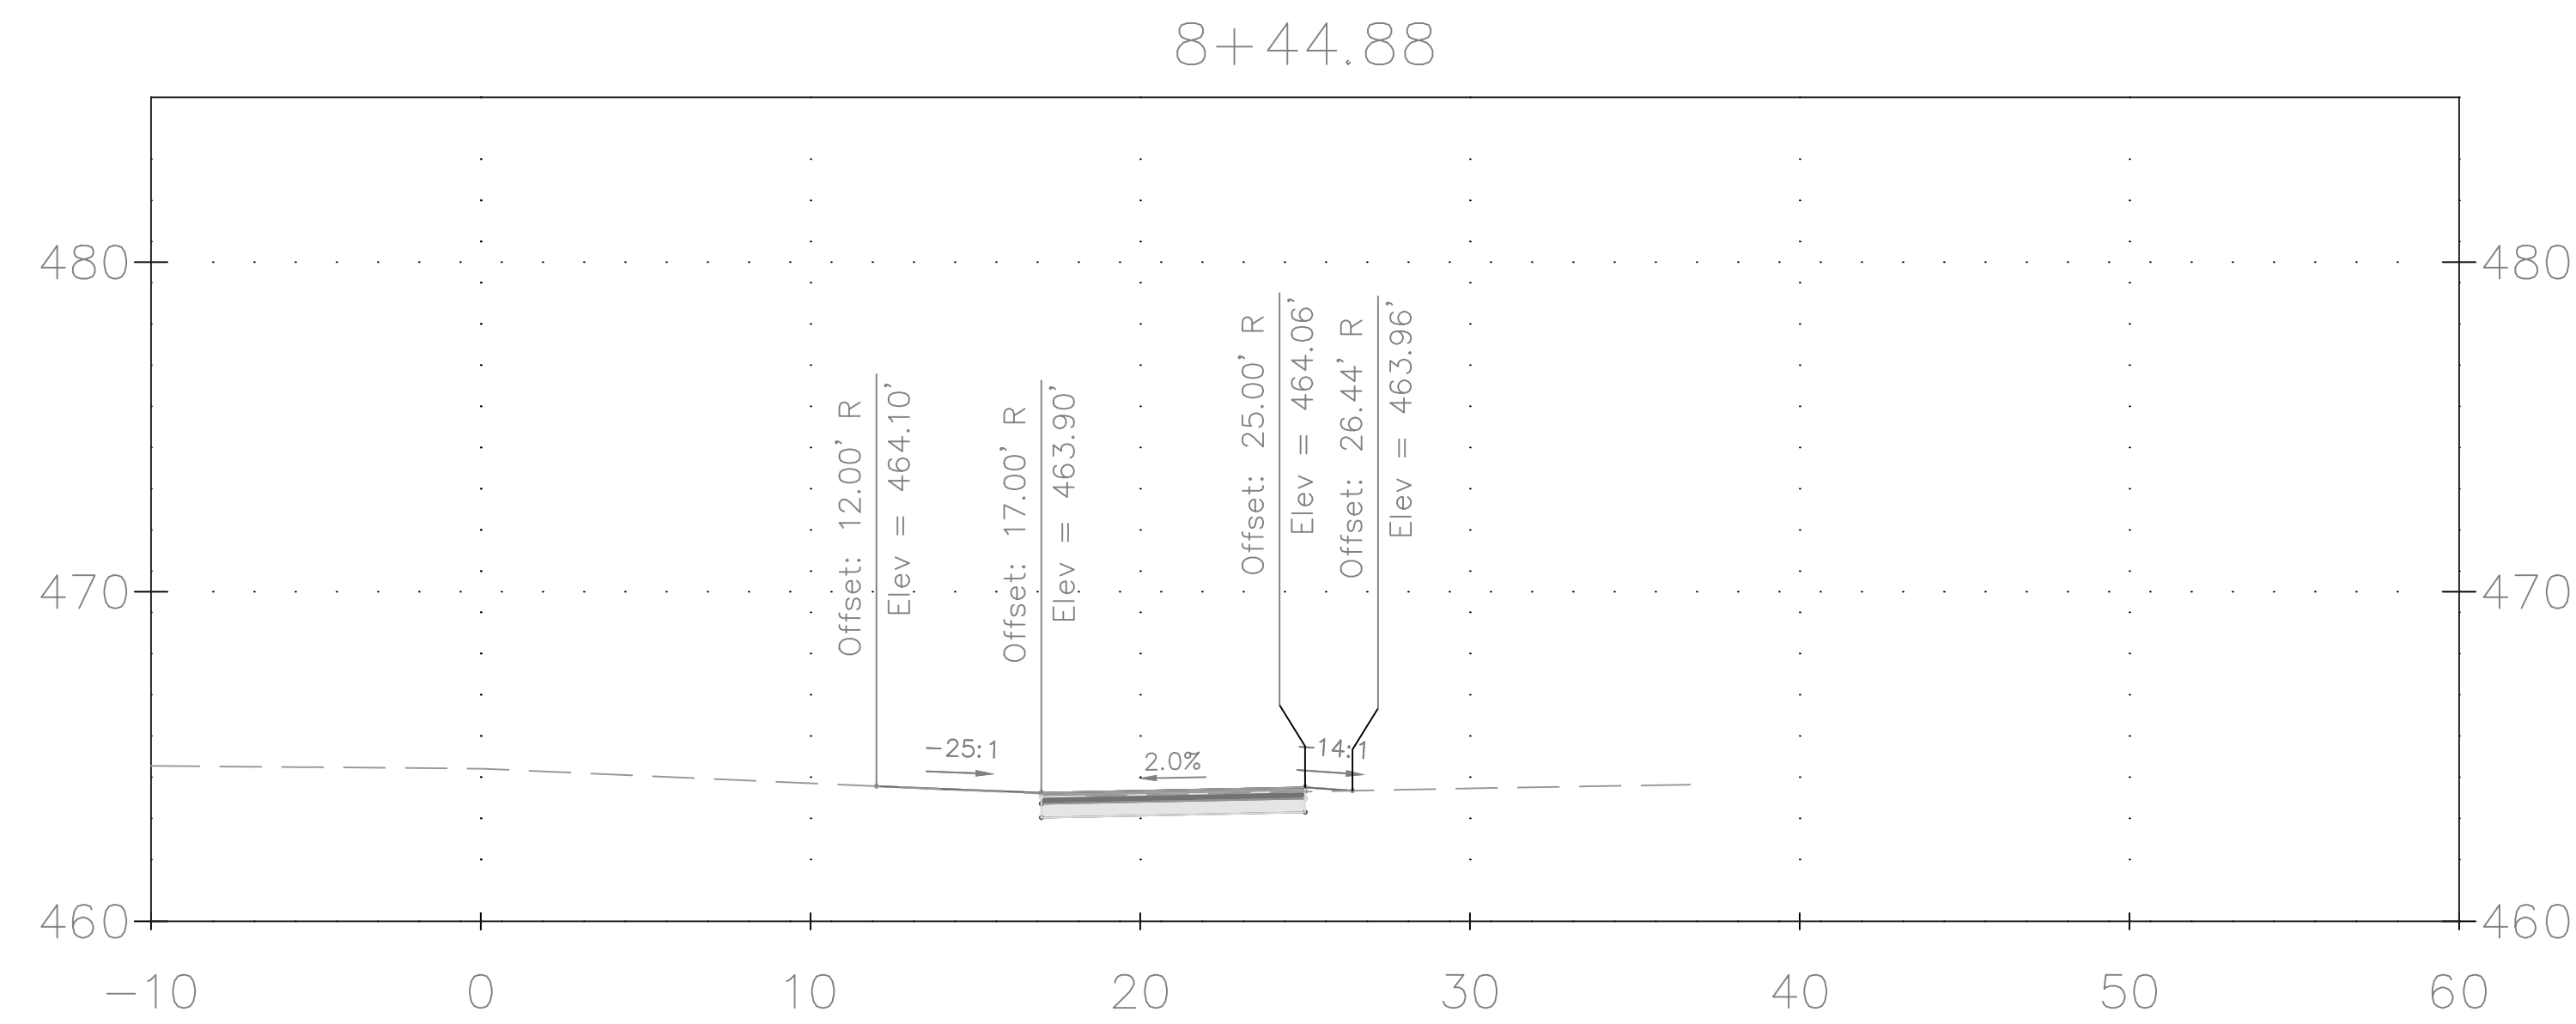 8+44.88
480
480
470
470
460
460
Offset: 12.00' R
Elev = 464.10'
Offset: 17.00' R
Elev = 463.90'
Offset: 25.00' R
Elev = 464.06'
Offset: 26.44' R
Elev = 463.96'
-25:1
2.0%
-14:1
-10 0 10 20 30 40 50 60